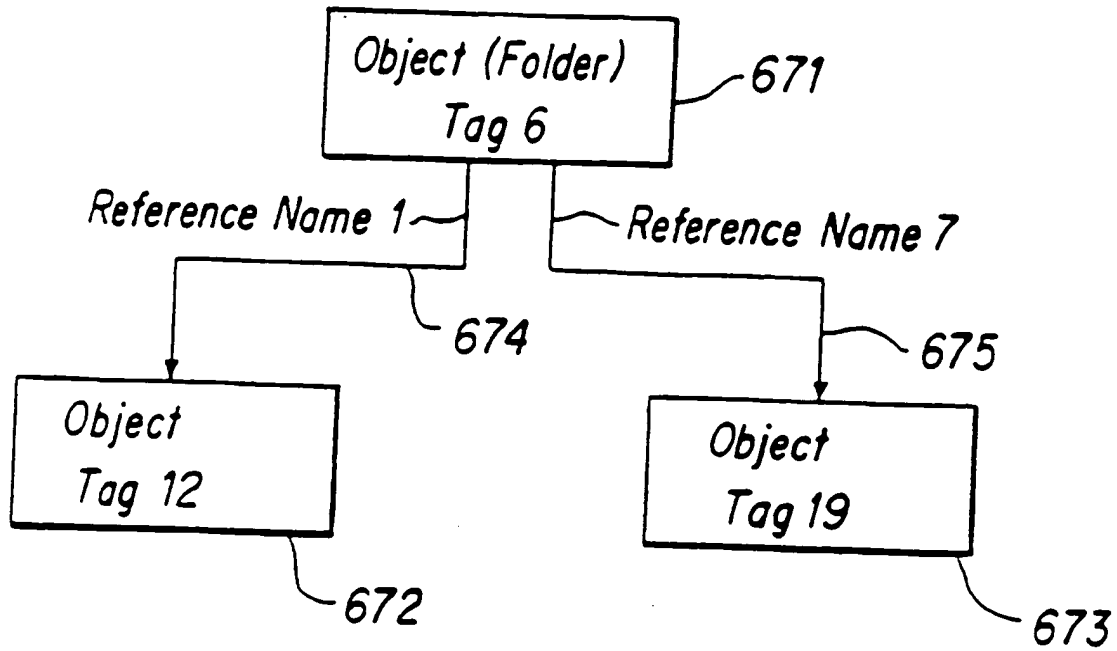 Object (Folder)
Tag 6
671
Reference Name 1
Reference Name 7
674
675
Object
Tag 12
Object
Tag 19
672
673